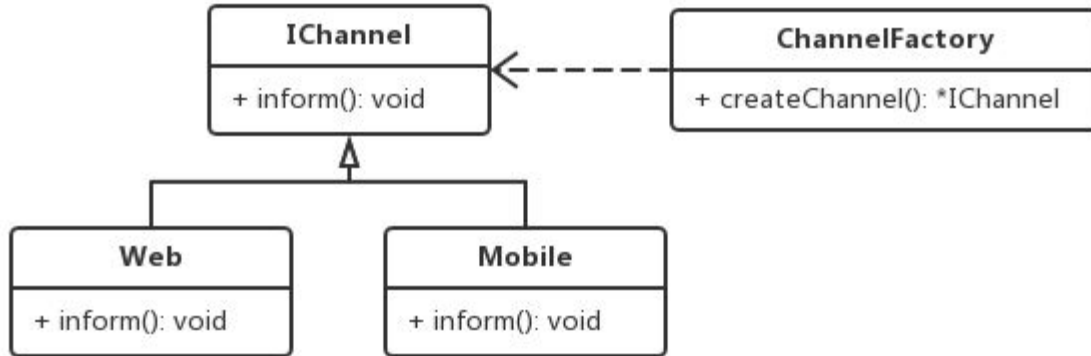 IChannel
+ inform(): void
ChannelFactory
+ createChannel(): *IChannel
Web
+ inform(): void
Mobile
+ inform(): void